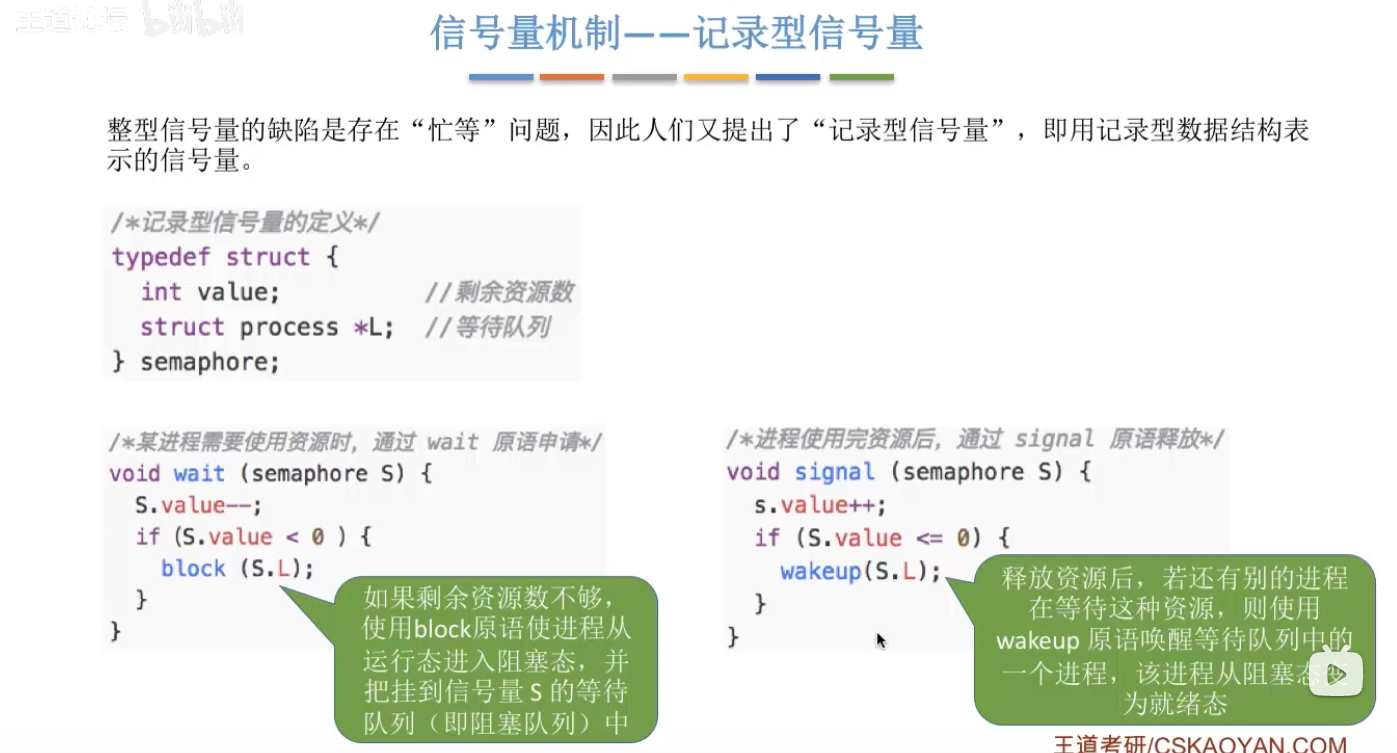 王道论坛 bilibili
信号量机制——记录型信号量
整型信号量的缺陷是存在“忙等”问题，因此人们又提出了“记录型信号量”，即用记录型数据结构表
示的信号量。
/*记录型信号量的定义*/
typedef struct {
int value; //剩余资源数
struct process *L; //等待队列
} semaphore;
/*某进程需要使用资源时，通过 wait 原语申请*/
void wait (semaphore S) {
S.value--;
if (S.value < 0 ) {
block (S.L);
}
}
如果剩余资源数不够，
使用block原语使进程从
运行态进入阻塞态，并
把挂到信号量 S 的等待
队列（即阻塞队列）中
/*进程使用完资源后，通过 signal 原语释放*/
void signal (semaphore S) {
s.value++;
if (S.value <= 0) {
wakeup(S.L);
}
}
释放资源后，若还有别的进程
在等待这种资源，则使用
wakeup 原语唤醒等待队列中的
一个进程，该进程从阻塞态
为就绪态
王道考研/CSKAOYAN.COM